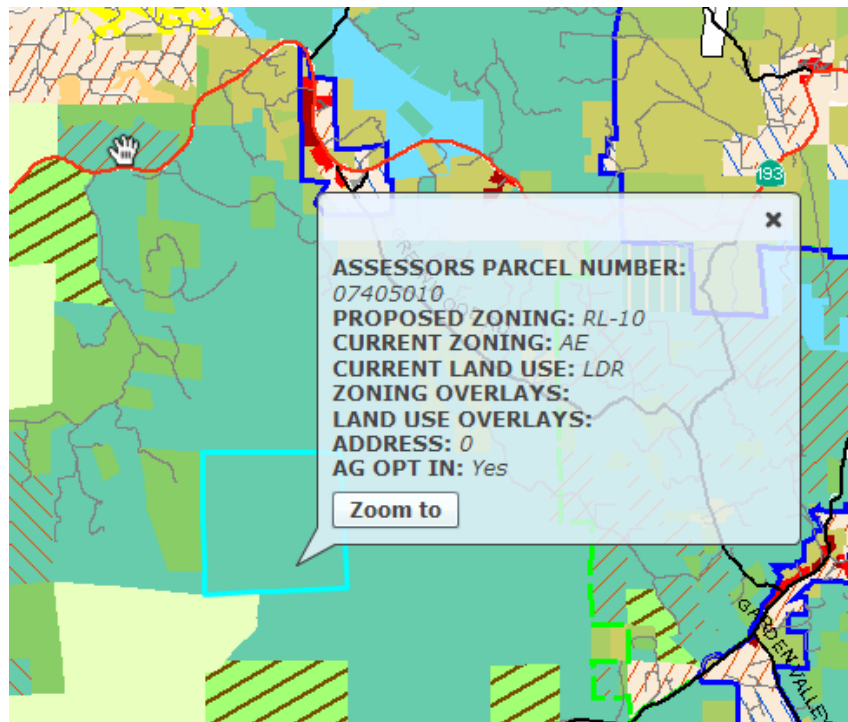 193
×
ASSESSORS PARCEL NUMBER:
07405010
PROPOSED ZONING: RL-10
CURRENT ZONING: AE
CURRENT LAND USE: LDR
ZONING OVERLAYS:
LAND USE OVERLAYS:
ADDRESS: 0
AG OPT IN: Yes
Zoom to
GARDEN VALLEY